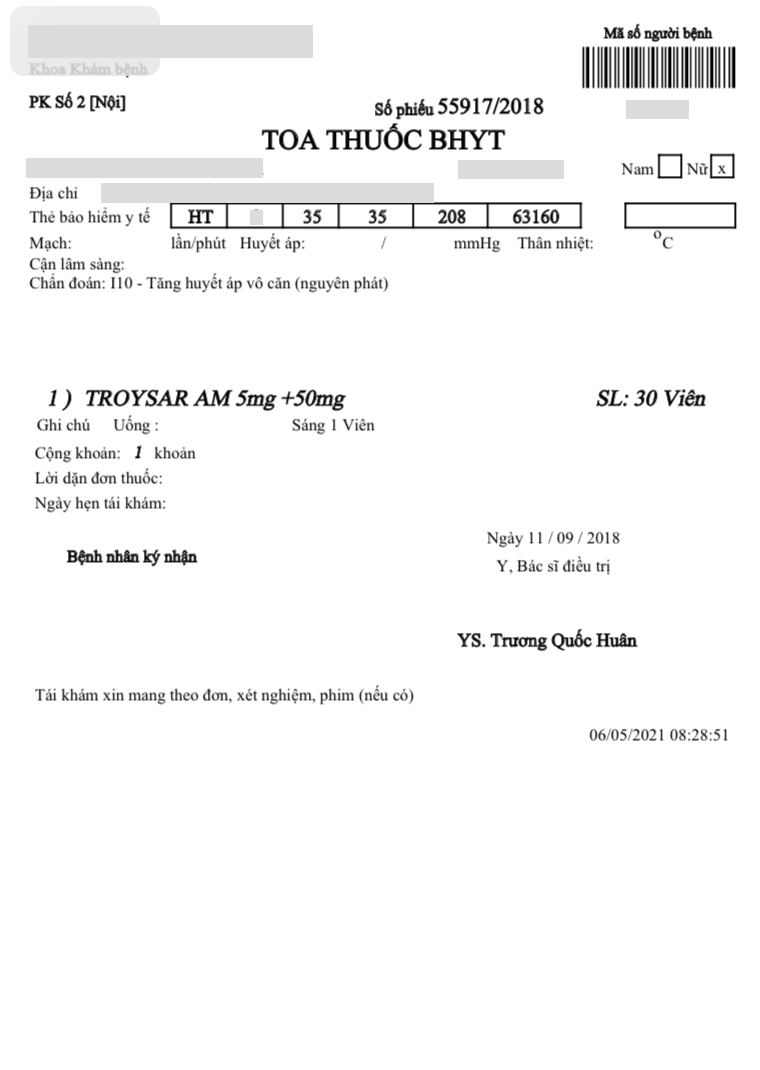 Mã số người bệnh
Khoa Khám bệnh
PK Số 2 [Nội]
Số phiếu 55917/2018
TOA THUỐC BHYT
Nam Nữ x
Địa chỉ
Thẻ bảo hiểm y tế HT 35 35 208 63160
Mạch: lần/phút Huyết áp: / mmHg Thân nhiệt: °C
Cận lâm sàng:
Chẩn đoán: I10 - Tăng huyết áp vô căn (nguyên phát)
1 ) TROYSAR AM 5mg +50mg SL: 30 Viên
Ghi chú Uống : Sáng 1 Viên
Cộng khoản: 1 khoản
Lời dặn đơn thuốc:
Ngày hẹn tái khám:
Ngày 11 / 09 / 2018
Bệnh nhân ký nhận
Y, Bác sĩ điều trị
YS. Trương Quốc Huân
Tái khám xin mang theo đơn, xét nghiệm, phim (nếu có)
06/05/2021 08:28:51